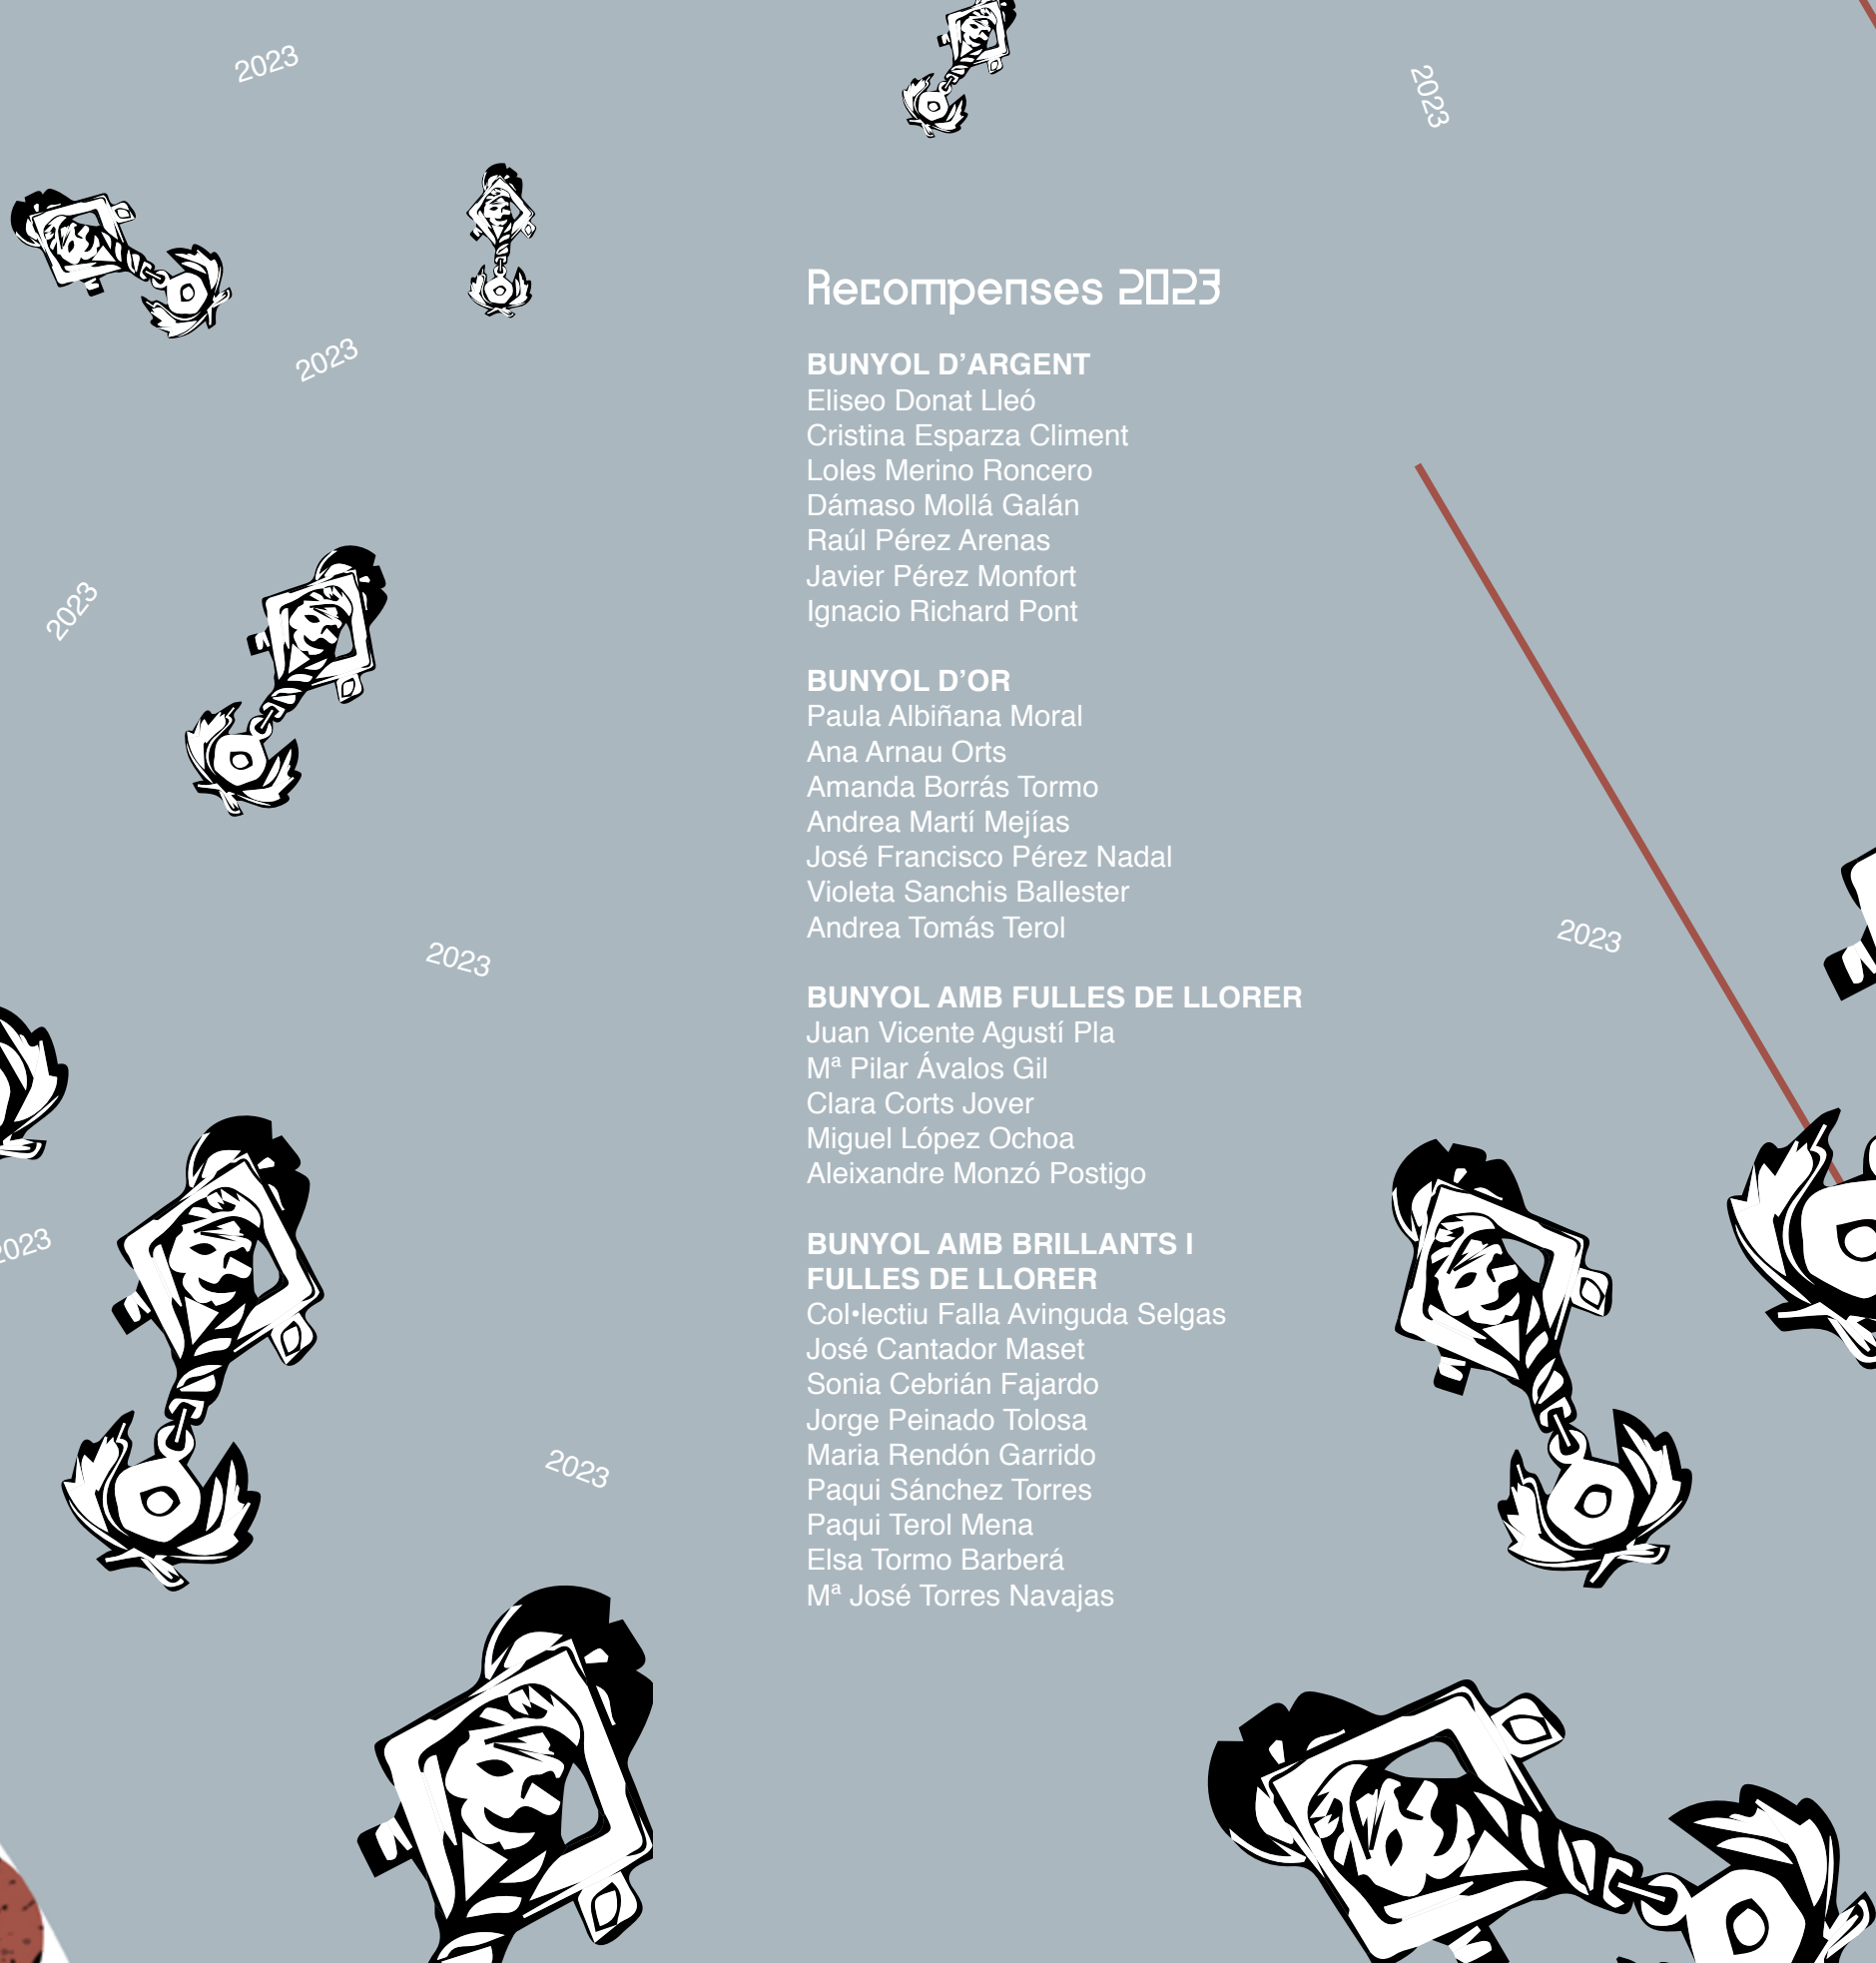 2023
2023
2023
2023
Recompenses 2023
BUNYOL D’ARGENT
Eliseo Donat Lleó
Cristina Esparza Climent
Loles Merino Roncero
Dámaso Mollá Galán
Raúl Pérez Arenas
Javier Pérez Monfort
Ignacio Richard Pont
BUNYOL D’OR
Paula Albiñana Moral
Ana Arnau Orts
Amanda Borrás Tormo
Andrea Martí Mejías
José Francisco Pérez Nadal
Violeta Sanchis Ballester
Andrea Tomás Terol
2023
2023
BUNYOL AMB FULLES DE LLORER
Juan Vicente Agustí Pla
Mª Pilar Ávalos Gil
Clara Corts Jover
Miguel López Ochoa
Aleixandre Monzó Postigo
2023
BUNYOL AMB BRILLANTS I
FULLES DE LLORER
Col•lectiu Falla Avinguda Selgas
José Cantador Maset
Sonia Cebrián Fajardo
Jorge Peinado Tolosa
Maria Rendón Garrido
Paqui Sánchez Torres
Paqui Terol Mena
Elsa Tormo Barberá
Mª José Torres Navajas
2023